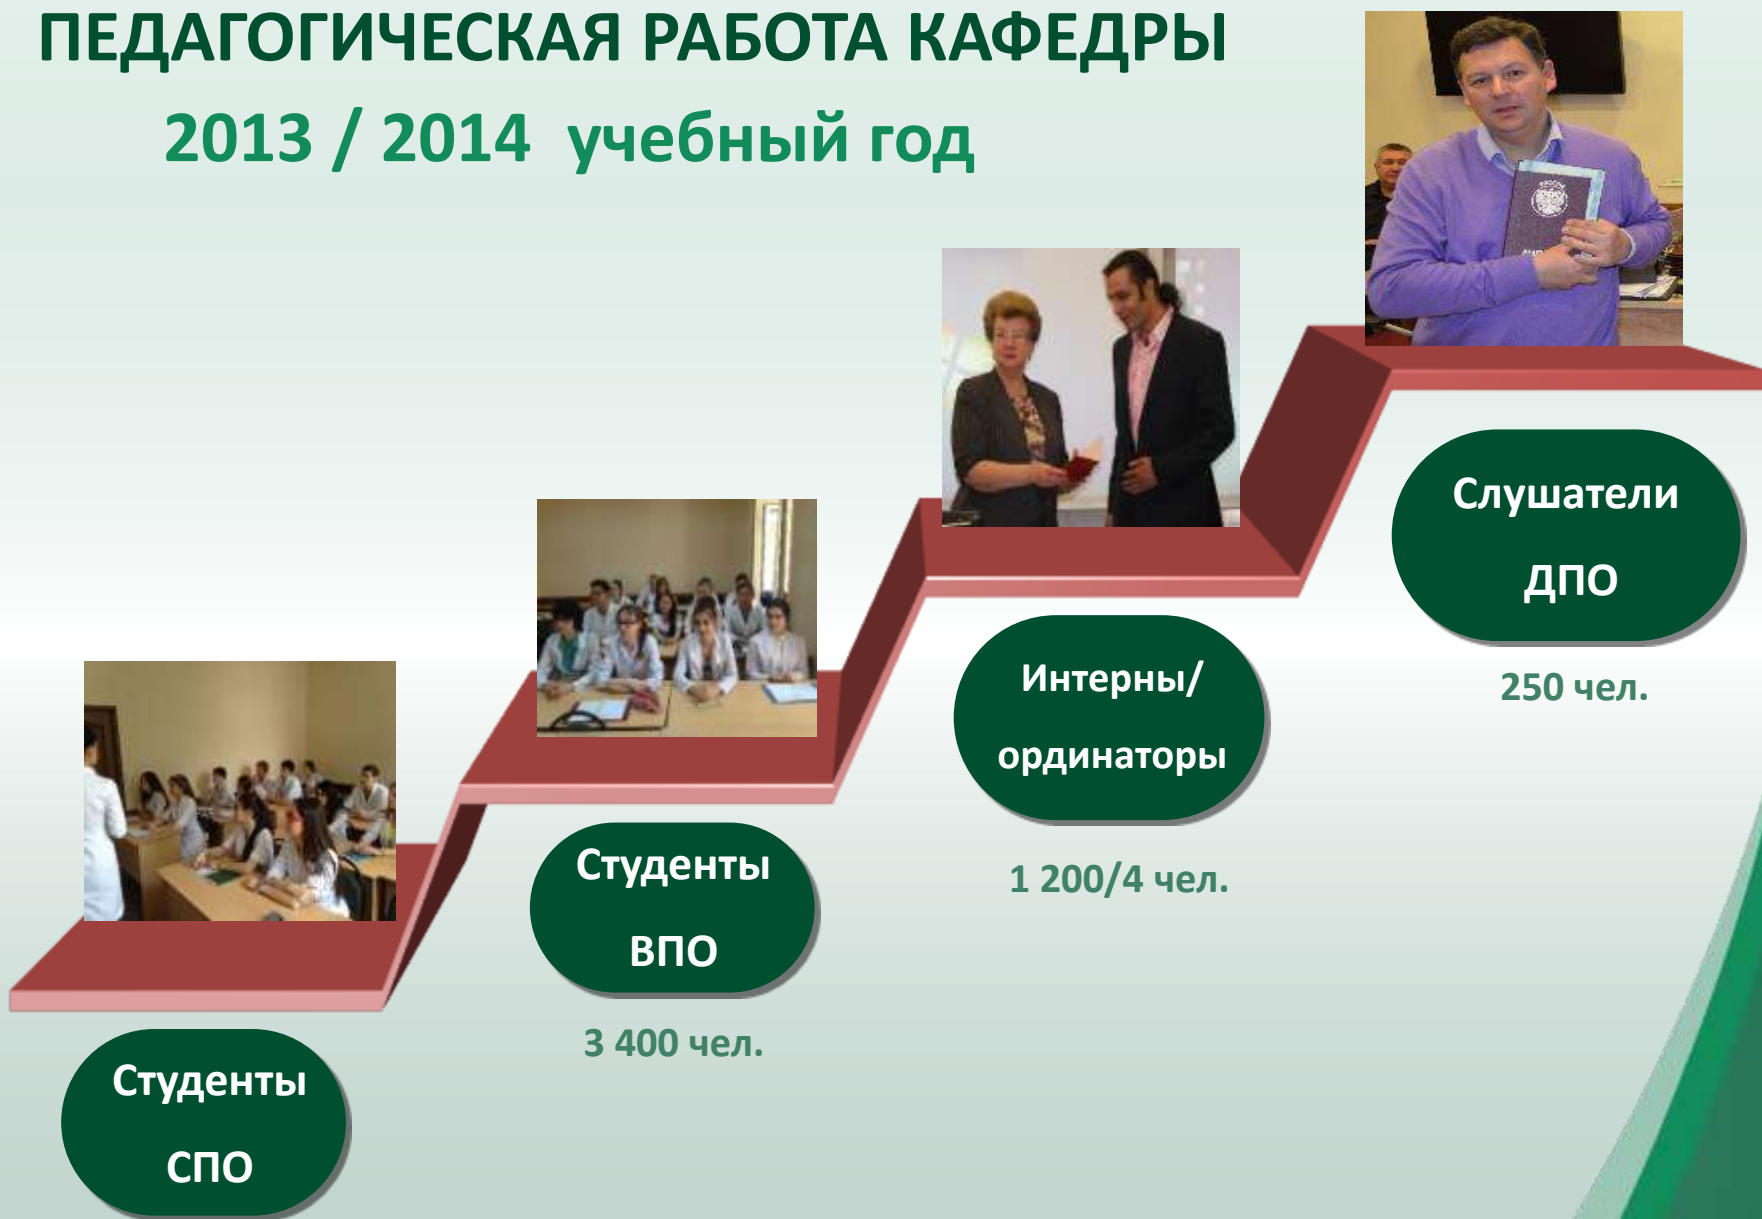 ПЕДАГОГИЧЕСКАЯ РАБОТА КАФЕДРЫ
2013 / 2014 учебный год
Студенты
СПО
Студенты
ВПО
3 400 чел.
Интерны/
ординаторы
1 200/4 чел.
Слушатели
ДПО
250 чел.